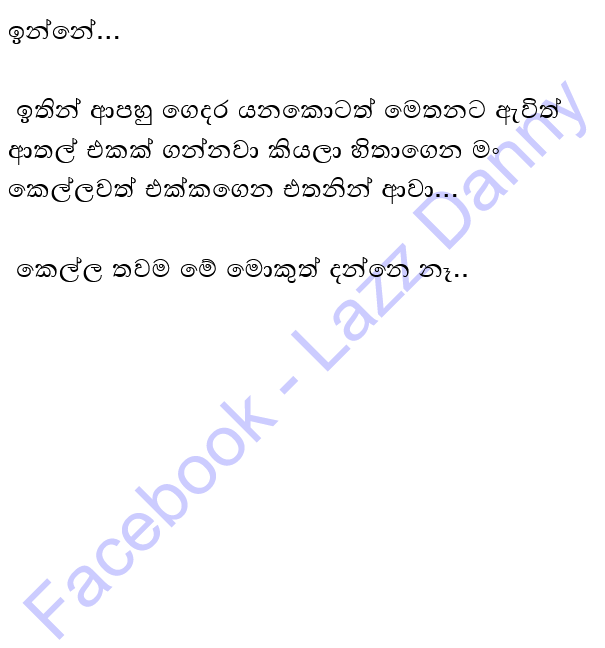 ඉන්නේ...
ඉතින් ආපහු ගෙදර යනකොටත් මෙතනට ඇවිත්
ආතල් එකක් ගන්නවා කියලා හිතාගෙන මං
කෙල්ලවත් එක්කගෙන එතනින් ආවා...
කෙල්ල තවම මේ මොකුත් දන්නෙ නෑ..
Facebook - Lazz Danny